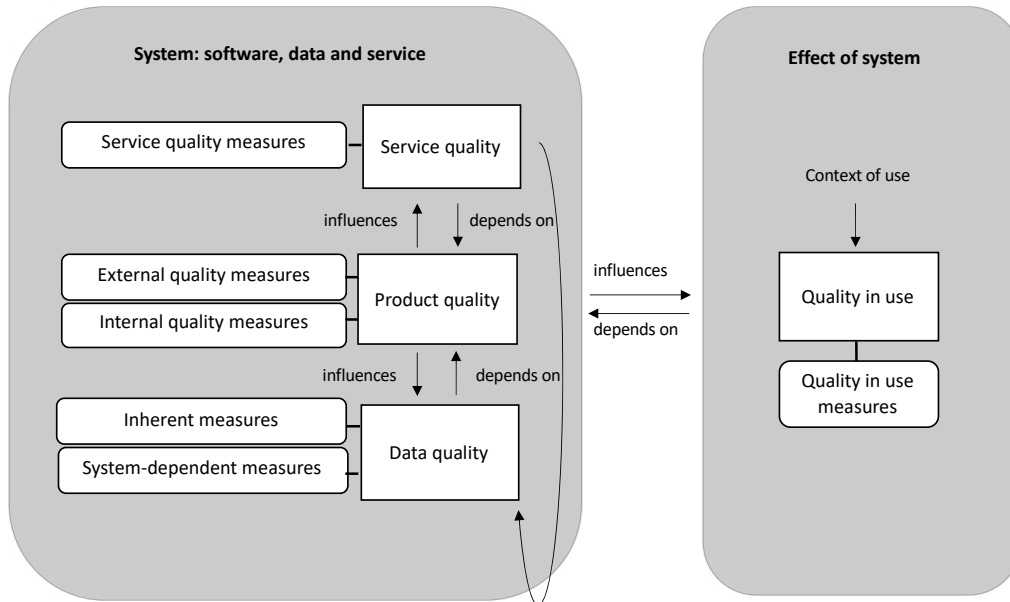 System: software, data and service
Effect of system
Service quality measures
Service quality
influences
depends on
External quality measures
Internal quality measures
Product quality
influences
depends on
Inherent measures
System-dependent measures
Data quality
influences
depends on
Context of use
Quality in use
Quality in use
measures